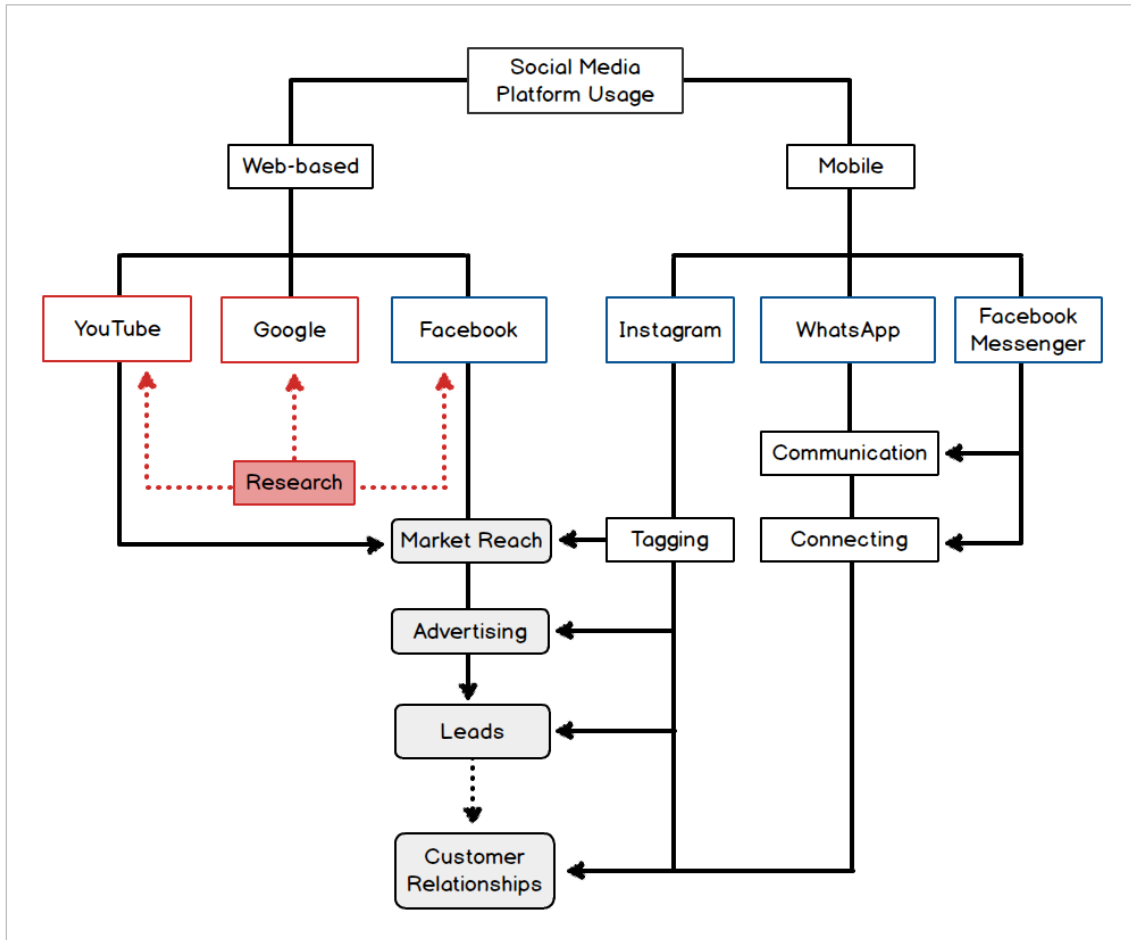 Social Media
Platform Usage
Web-based
Mobile
YouTube
Google
Facebook
Instagram
WhatsApp
Facebook
Messenger
Communication
Research
Market Reach
Tagging
Connecting
Advertising
Leads
Customer
Relationships